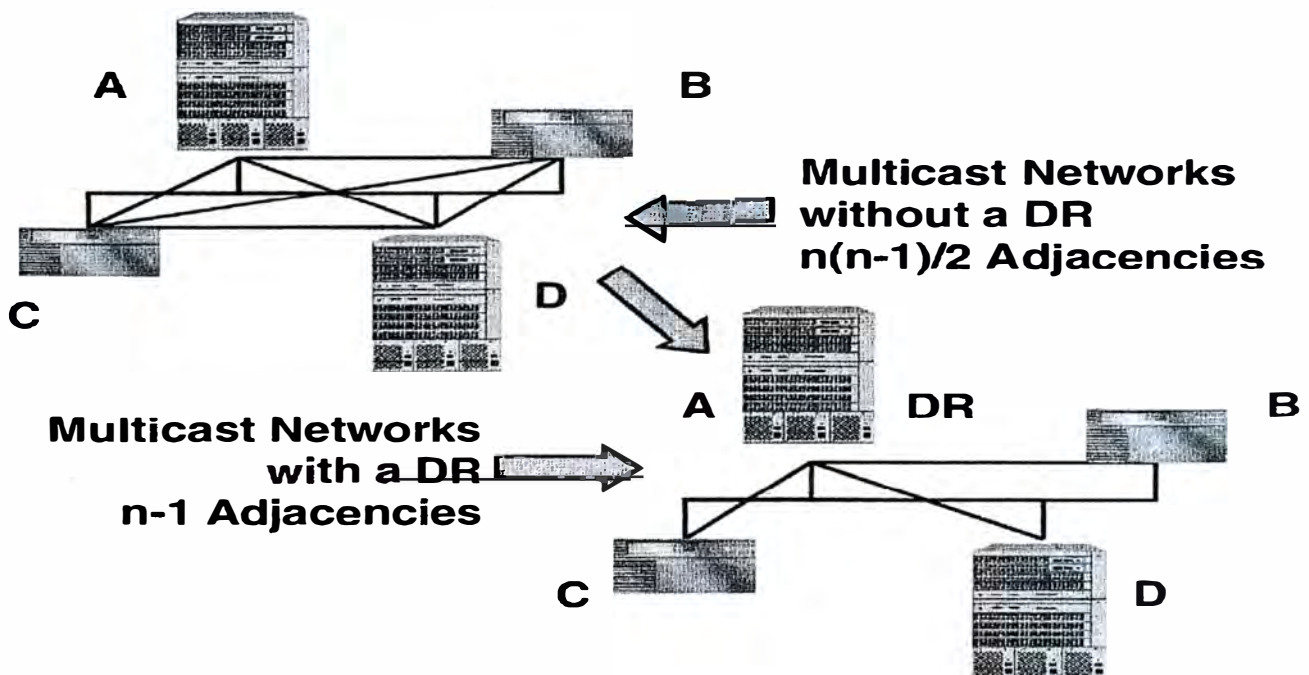 A
B
Multicast Networks
without a DR
n(n-1)/2 Adjacencies
C
D
A
DR
B
Multicast Networks
with a DR
n-1 Adjacencies
C
D